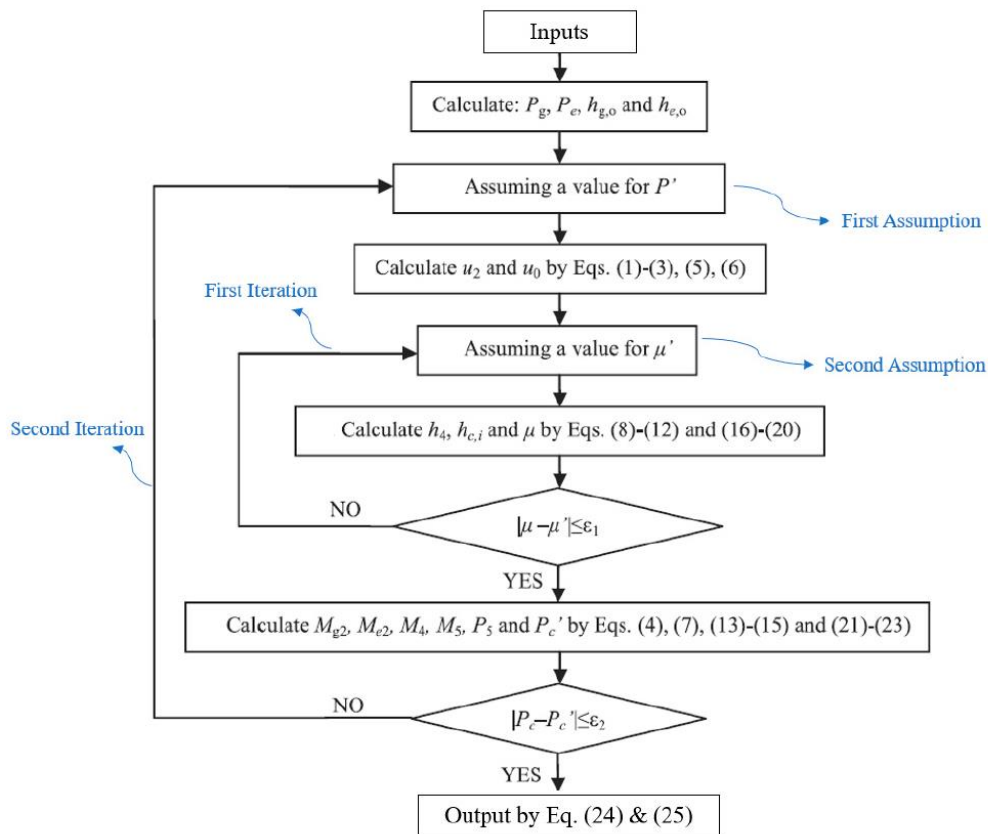 Inputs
Calculate: Pg, Pe, hg,o and he,o
Assuming a value for P’
First Assumption
Calculate u2 and u0 by Eqs. (1)-(3), (5), (6)
First Iteration
Assuming a value for μ’
Second Assumption
Calculate h4, hc,i and μ by Eqs. (8)-(12) and (16)-(20)
Second Iteration
NO
|μ–μ’|≤ε1
YES
Calculate Mg2, Me2, M4, M5, P5 and Pc’ by Eqs. (4), (7), (13)-(15) and (21)-(23)
NO
|Pc–Pc’|≤ε2
YES
Output by Eq. (24) & (25)